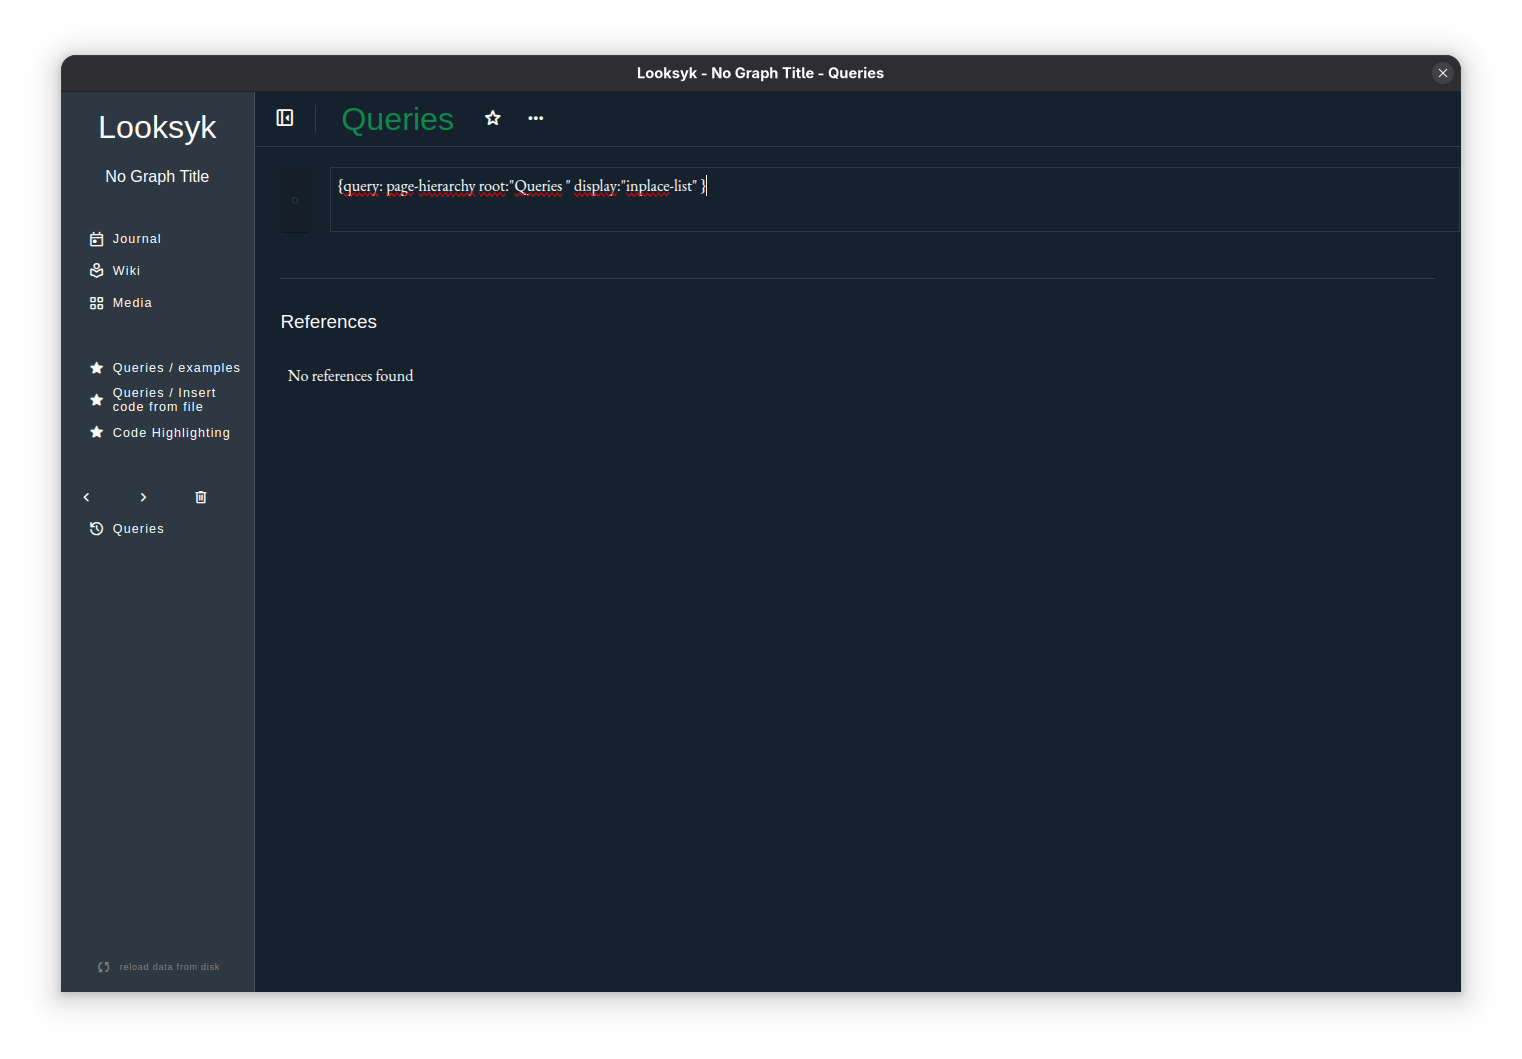 Looksyk - No Graph Title - Queries
Looksyk
No Graph Title
Journal
Wiki
Media
Queries / examples
Queries / Insert
code from file
Code Highlighting
Queries
reload data from disk
Queries
{query: page-hierarchy root:"Queries " display:"inplace-list" }
References
No references found